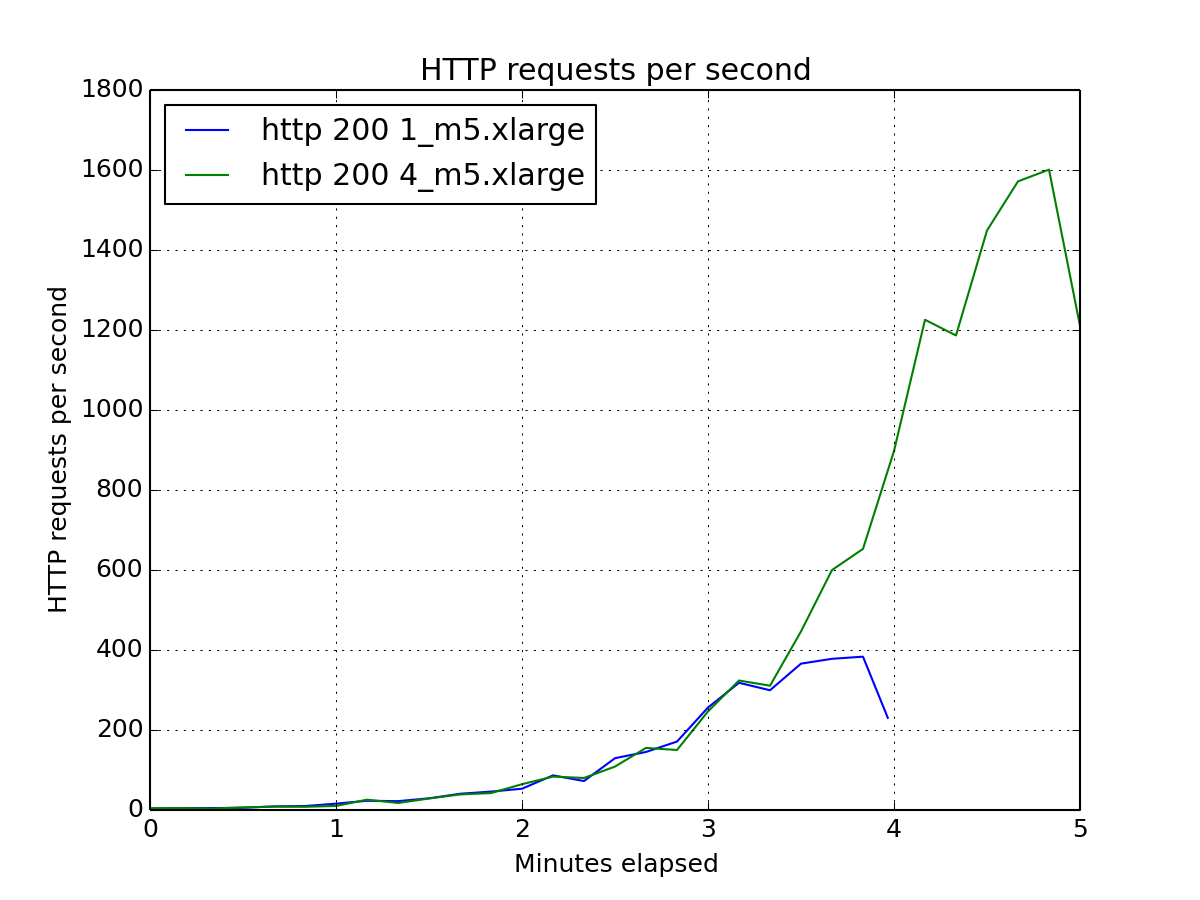 HTTP requests per second
1800
1600
1400
1200
1000
800
600
400
200
0
HTTP requests per second
http 200 1_m5.xlarge
http 200 4_m5.xlarge
0 1 2 3 4 5
Minutes elapsed